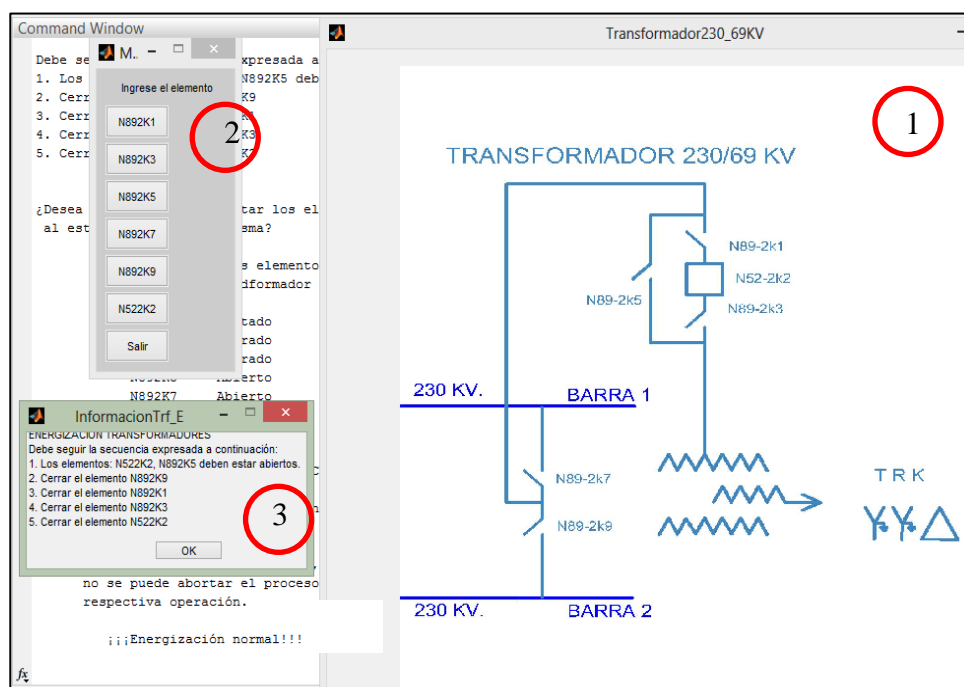 Command Window
Debe se
xpresada a
1. Los
N892K5 deb
2. Cerr
K9
3. Cerr
4. Cerr
K3
5. Cerr
¿Desea
tar los el
al est
sma?
s elemento
dformador
tado
rado
rado
Abierto
N892K7 Abierto
no se puede abortar el proceso
respectiva operación.
¡¡¡Energización normal!!!
fx
M..
Ingrese el elemento
N892K1
N892K3
N892K5
N892K7
N892K9
N522K2
Salir
2
InformacionTrf_E
ENERGIZACION TRANSFORMADORES
Debe seguir la secuencia expresada a continuación:
1. Los elementos: N522K2, N892K5 deben estar abiertos.
2. Cerrar el elemento N892K9
3. Cerrar el elemento N892K1
4. Cerrar el elemento N892K3
5. Cerrar el elemento N522K2
OK
3
Transformador230_69KV
1
TRANSFORMADOR 230/69 KV
N89-2k1
N52-2k2
N89-2k5
N89-2k3
230 KV.
BARRA 1
N89-2k7
N89-2k9
TRK
230 KV.
BARRA 2